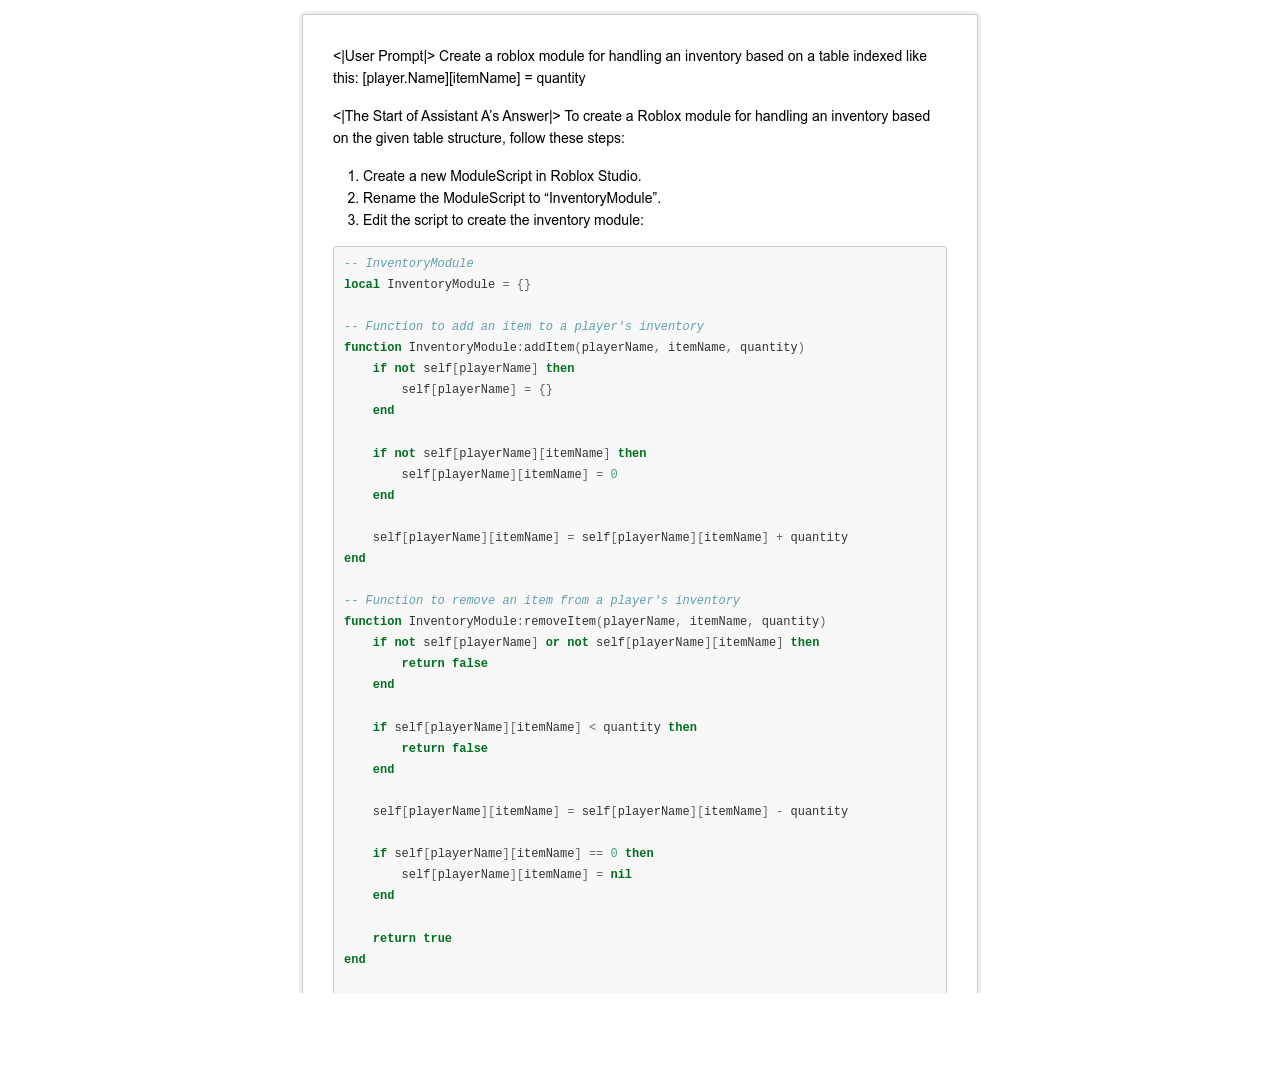 <|User Prompt|> Create a roblox module for handling an inventory based on a table indexed like
this: [player.Name][itemName] = quantity
<|The Start of Assistant A’s Answer|> To create a Roblox module for handling an inventory based
on the given table structure, follow these steps:
1. Create a new ModuleScript in Roblox Studio.
2. Rename the ModuleScript to “InventoryModule”.
3. Edit the script to create the inventory module:
-- InventoryModule
local InventoryModule = {}
-- Function to add an item to a player's inventory
function InventoryModule:addItem(playerName, itemName, quantity)
    if not self[playerName] then
        self[playerName] = {}
    end
    if not self[playerName][itemName] then
        self[playerName][itemName] = 0
    end
    self[playerName][itemName] = self[playerName][itemName] + quantity
end
-- Function to remove an item from a player's inventory
function InventoryModule:removeItem(playerName, itemName, quantity)
    if not self[playerName] or not self[playerName][itemName] then
        return false
    end
    if self[playerName][itemName] < quantity then
        return false
    end
    self[playerName][itemName] = self[playerName][itemName] - quantity
    if self[playerName][itemName] == 0 then
        self[playerName][itemName] = nil
    end
    return true
end